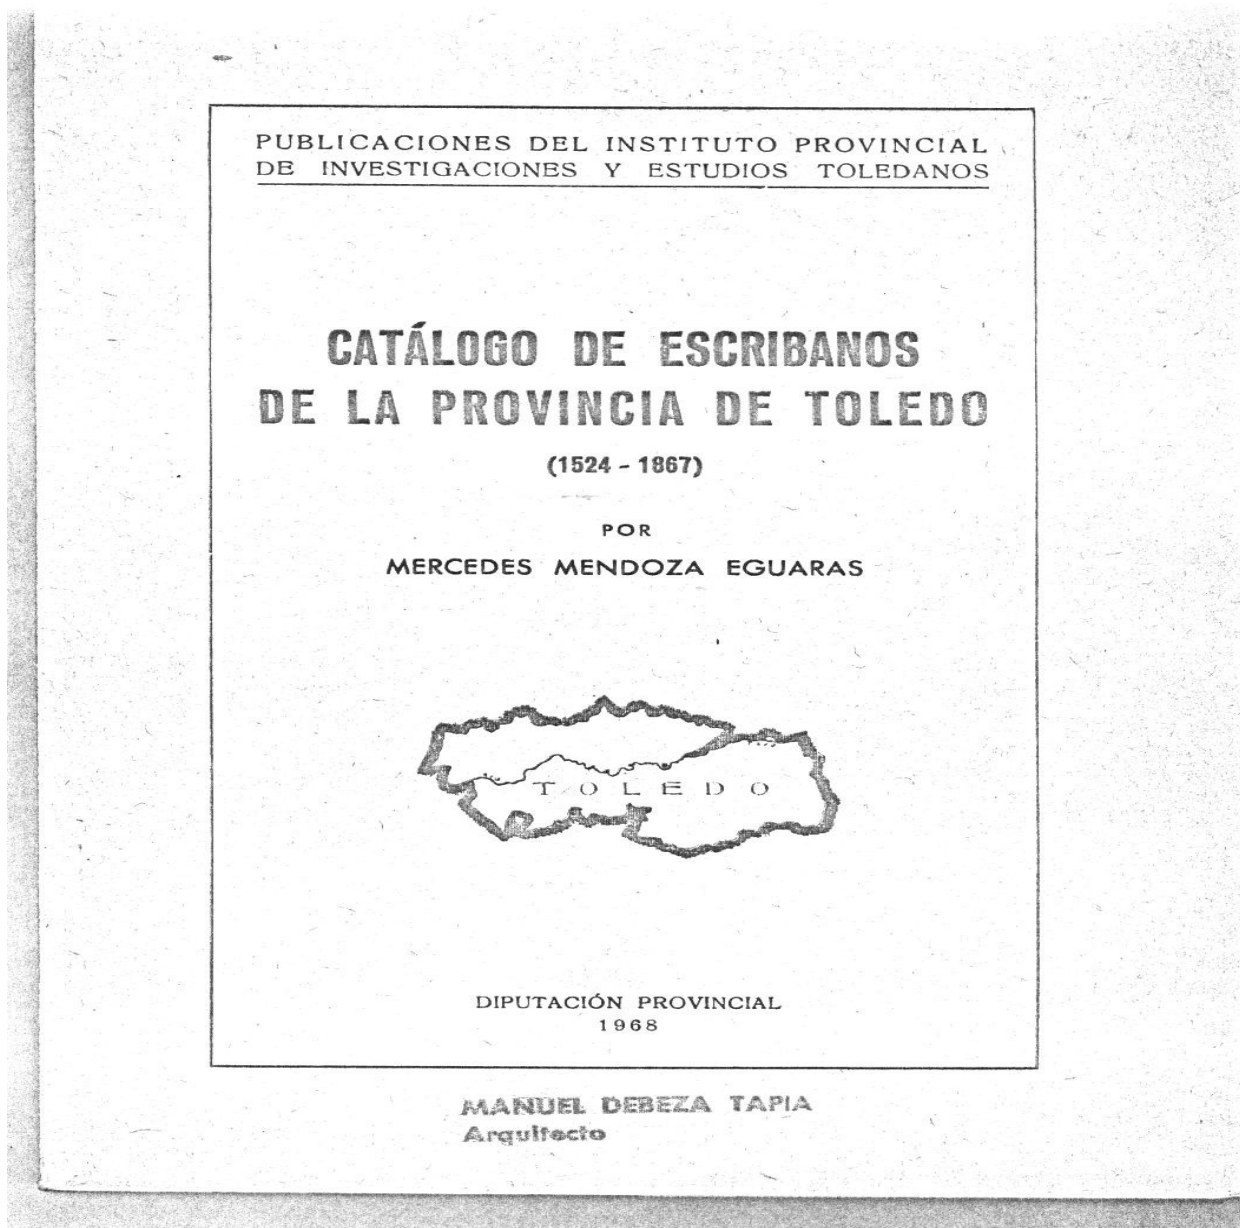 PUBLICACIONES DEL INSTITUTO PROVINCIAL
DE INVESTIGACIONES Y ESTUDIOS TOLEDANOS
CATÁLOGO DE ESCRIBANOS
DE LA PROVINCIA DE TOLEDO
(1524 - 1867)
POR
MERCEDES MENDOZA EGUARAS
TOLEDO
DIPUTACIÓN PROVINCIAL
1968
MANUEL DEBEZA TAPIA
Arquitecto